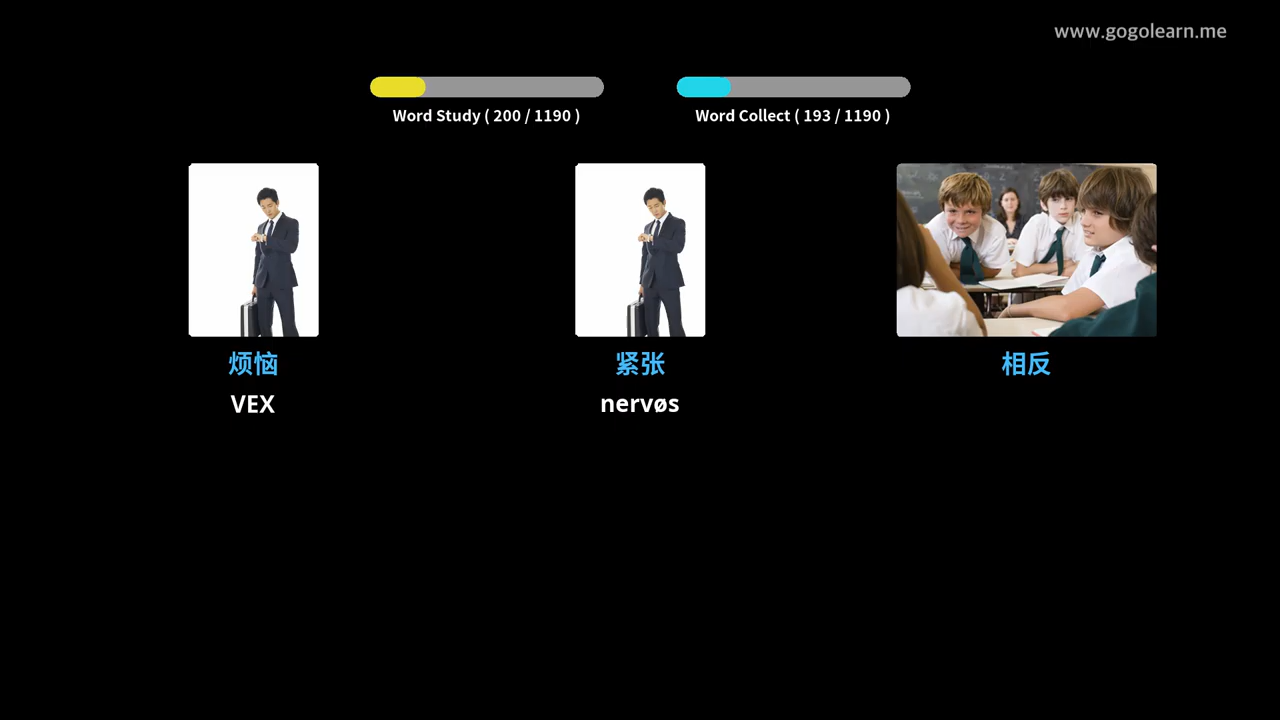 www.gogolearn.me
Word Study ( 200 / 1190 )
Word Collect ( 193 / 1190 )
烦恼
紧张
相反
VEX
nervøs